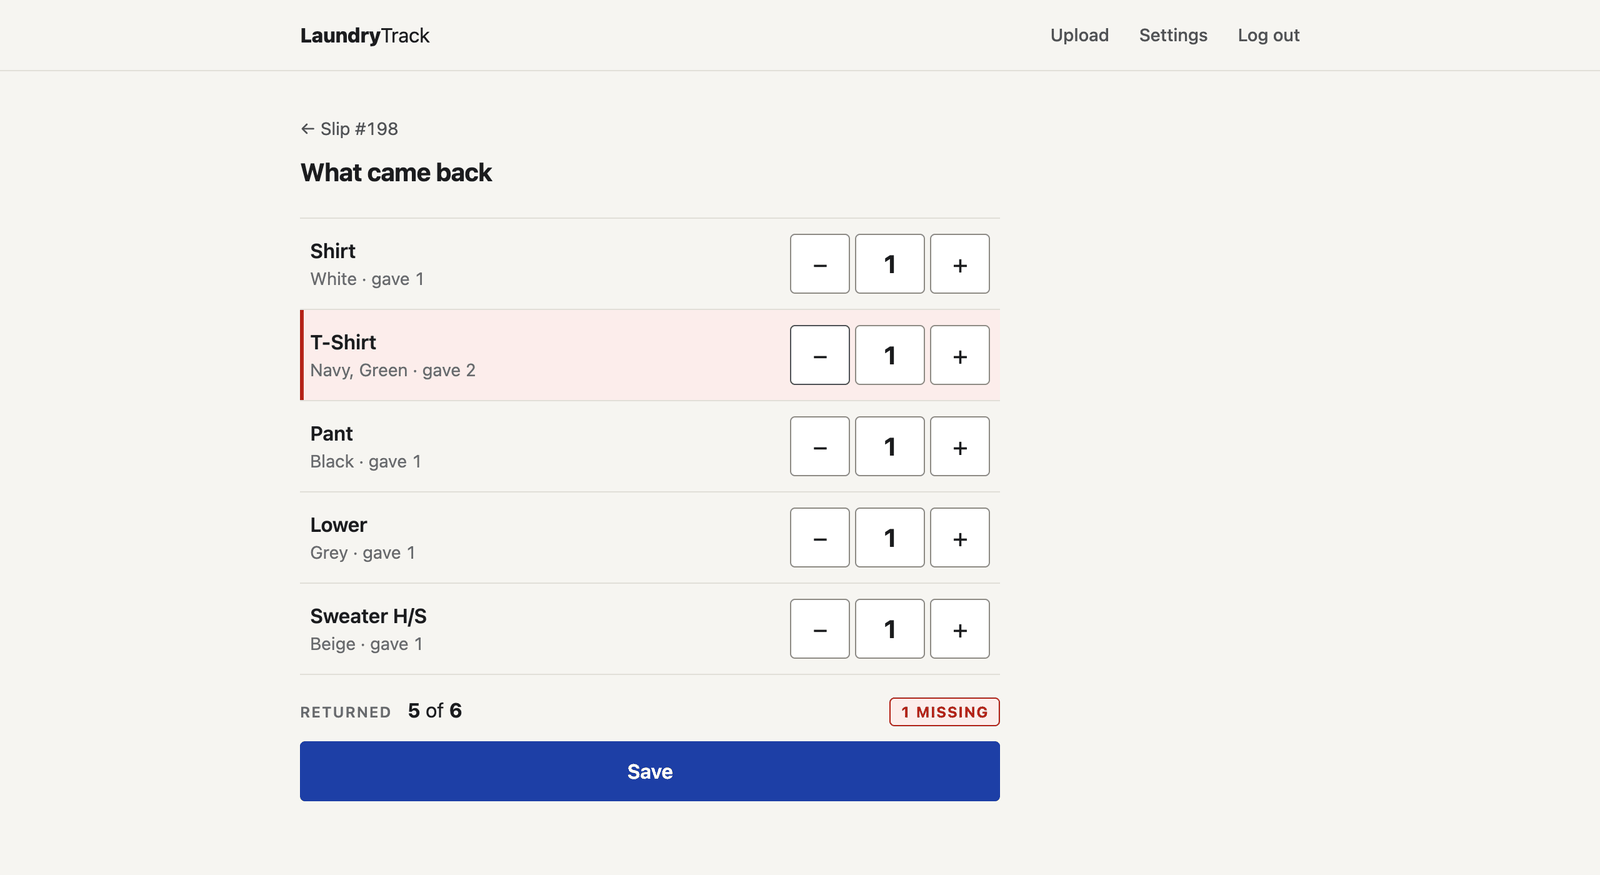 LaundryTrack
Upload Settings Log out
← Slip #198
What came back
Shirt
White · gave 1
− 1 +
T-Shirt
Navy, Green · gave 2
− 1 +
Pant
Black · gave 1
− 1 +
Lower
Grey · gave 1
− 1 +
Sweater H/S
Beige · gave 1
− 1 +
RETURNED 5 of 6
1 MISSING
Save